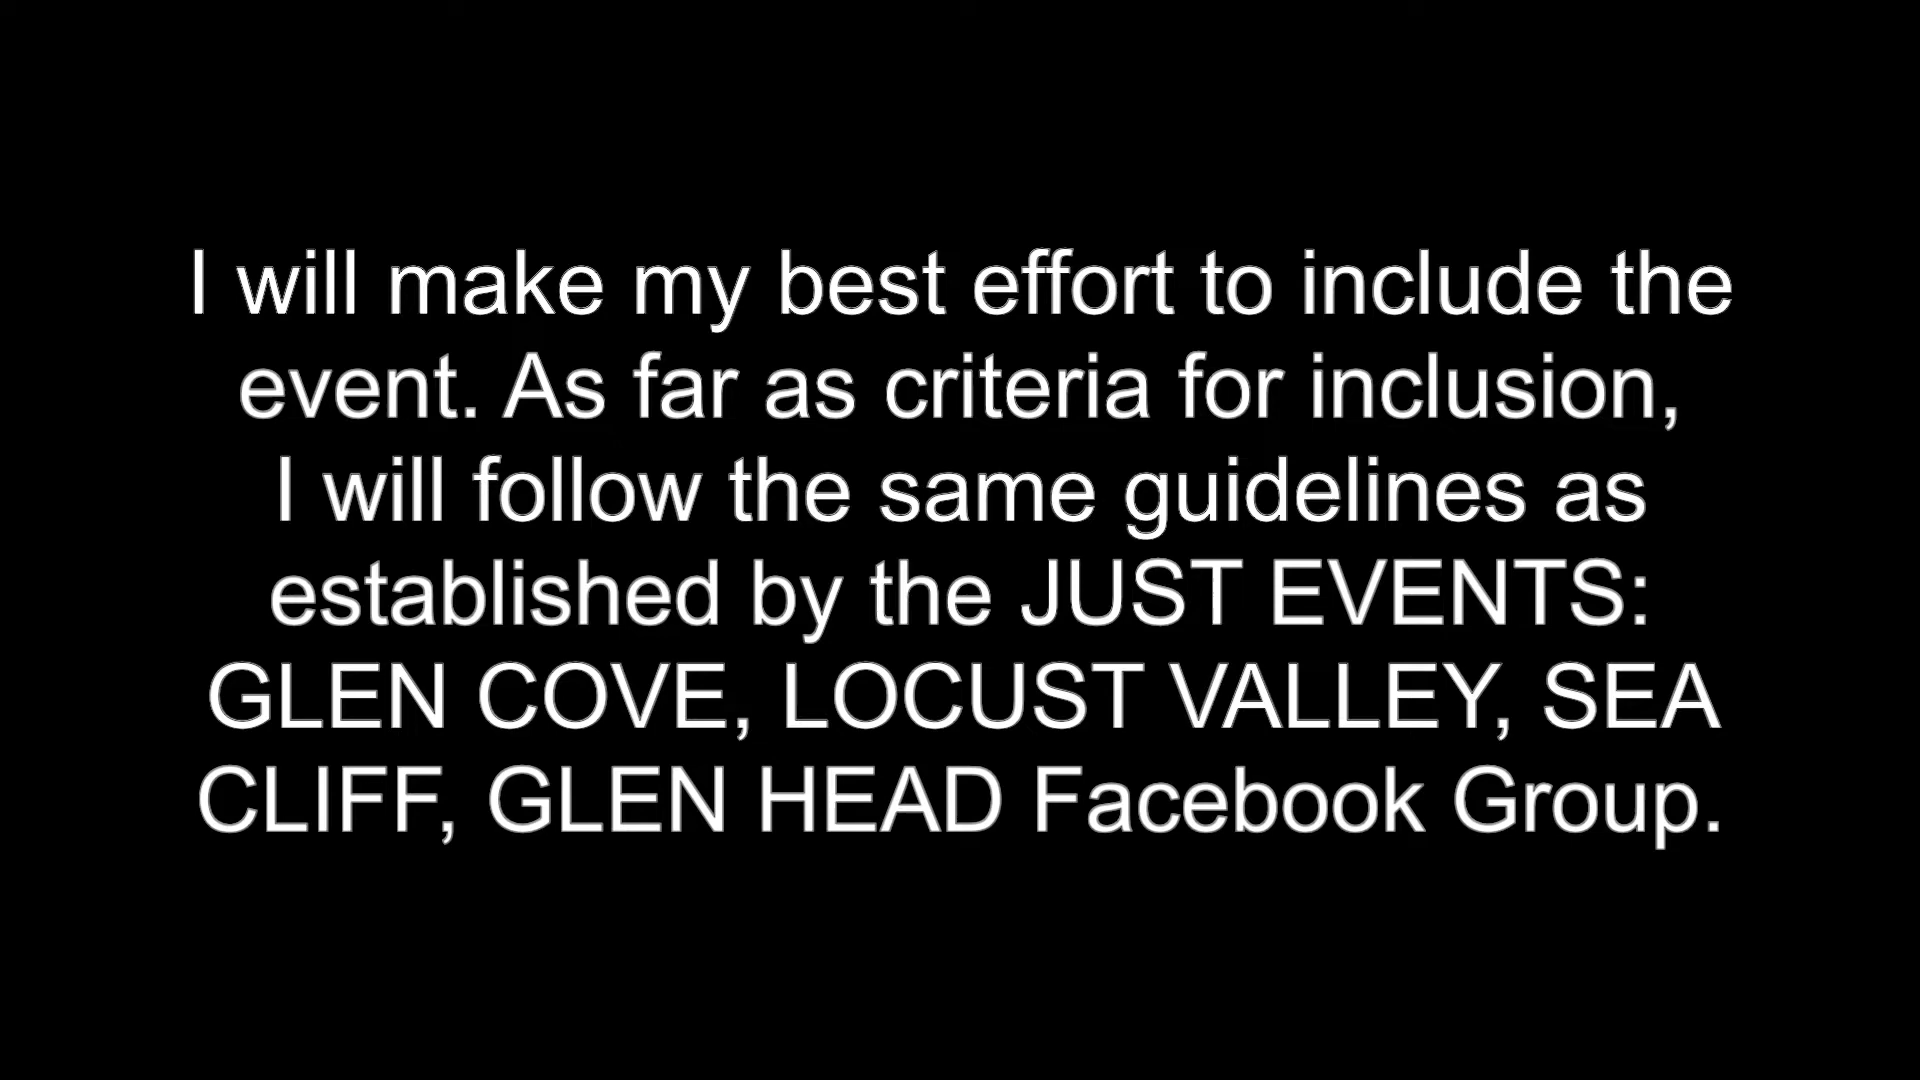 I will make my best effort to include the
event. As far as criteria for inclusion,
I will follow the same guidelines as
established by the JUST EVENTS:
GLEN COVE, LOCUST VALLEY, SEA
CLIFF, GLEN HEAD Facebook Group.